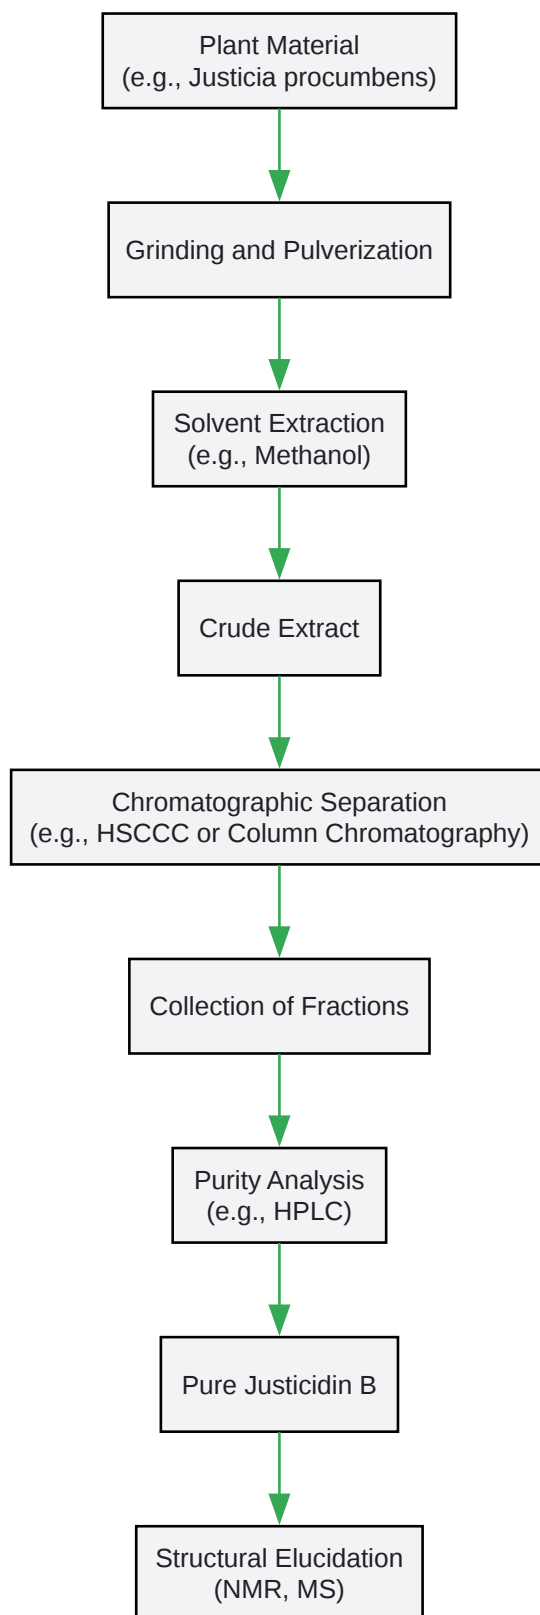 Plant Material
(e.g., Justicia procumbens)
Grinding and Pulverization
Solvent Extraction
(e.g., Methanol)
Crude Extract
Chromatographic Separation
(e.g., HSCCC or Column Chromatography)
Collection of Fractions
Purity Analysis
(e.g., HPLC)
Pure Justicidin B
Structural Elucidation
(NMR, MS)